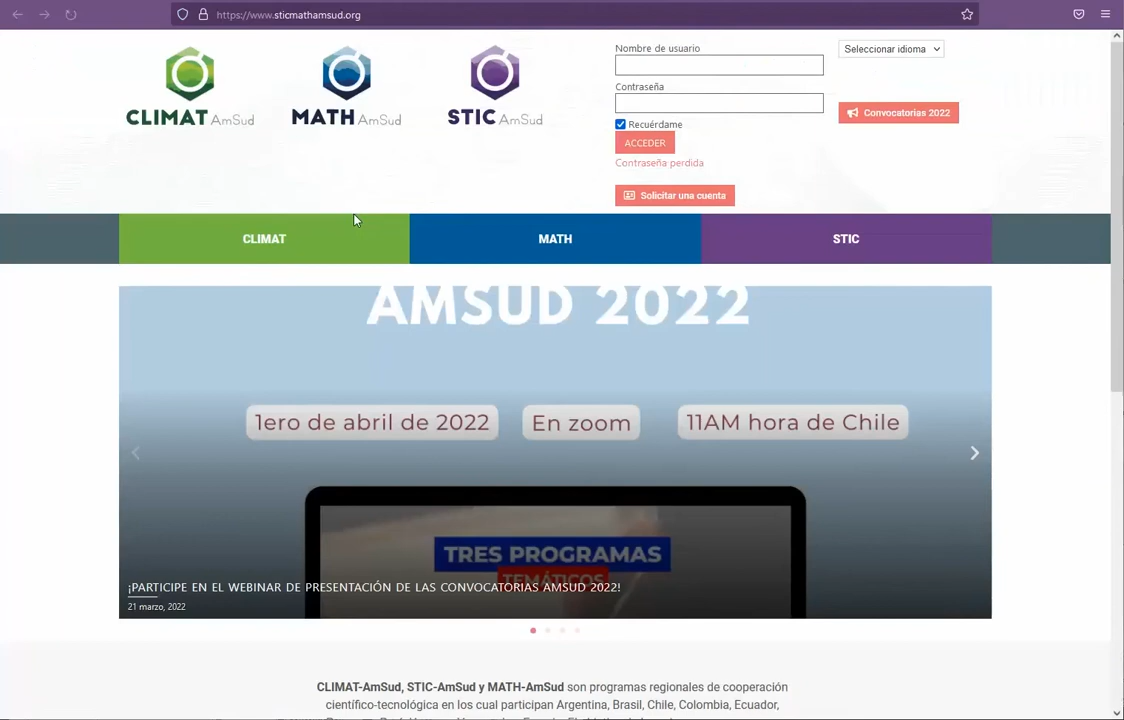 https://www.sticmathamsud.org
CLIMAT AmSud
MATH AmSud
STIC AmSud
Nombre de usuario
Contraseña
Recuérdame
ACCEDER
Contraseña perdida
Solicitar una cuenta
Seleccionar idioma
Convocatorias 2022
CLIMAT
MATH
STIC
AMSUD 2022
1ero de abril de 2022
En zoom
11AM hora de Chile
TRES PROGRAMAS
TEMÁTICOS
¡PARTICIPE EN EL WEBINAR DE PRESENTACIÓN DE LAS CONVOCATORIAS AMSUD 2022!
21 marzo, 2022
CLIMAT-AmSud, STIC-AmSud y MATH-AmSud son programas regionales de cooperación
científico-tecnológica en los cual participan Argentina, Brasil, Chile, Colombia, Ecuador,